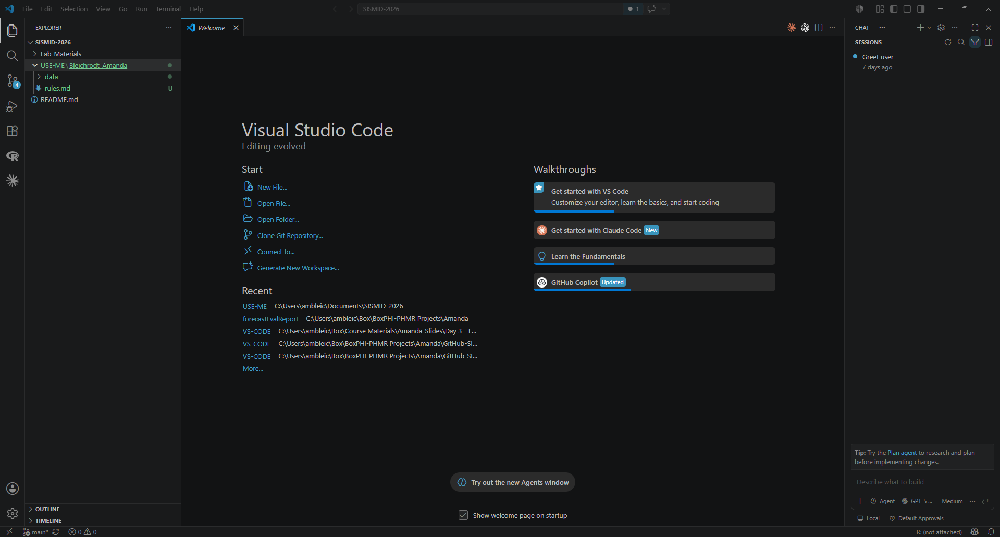 File Edit Selection View Go Run Terminal Help
SISMID-2026
1
EXPLORER
SISMID-2026
Lab-Materials
USE-ME\Bleichrodt_Amanda
data
rules.md U
README.md
4
OUTLINE
TIMELINE
Welcome
Visual Studio Code
Editing evolved
Start
New File...
Open File...
Open Folder...
Clone Git Repository...
Connect to...
Generate New Workspace...
Recent
USE-ME C:\Users\ambleic\Documents\SISMID-2026
forecastEvalReport C:\Users\ambleic\Box\BoxPHI-PHMR Projects\Amanda
VS-CODE C:\Users\ambleic\Box\Course Materials\Amanda-Slides\Day 3 - L...
VS-CODE C:\Users\ambleic\Box\BoxPHI-PHMR Projects\Amanda\GitHub-SI...
VS-CODE C:\Users\ambleic\Box\BoxPHI-PHMR Projects\Amanda\GitHub-SI...
More...
Walkthroughs
Get started with VS Code
Customize your editor, learn the basics, and start coding
Get started with Claude Code New
Learn the Fundamentals
GitHub Copilot Updated
Try out the new Agents window
Show welcome page on startup
CHAT
SESSIONS
Greet user
7 days ago
Tip: Try the Plan agent to research and plan
before implementing changes.
Describe what to build
Agent GPT-5 ... Medium
Local Default Approvals
main* 0 0
R: (not attached)